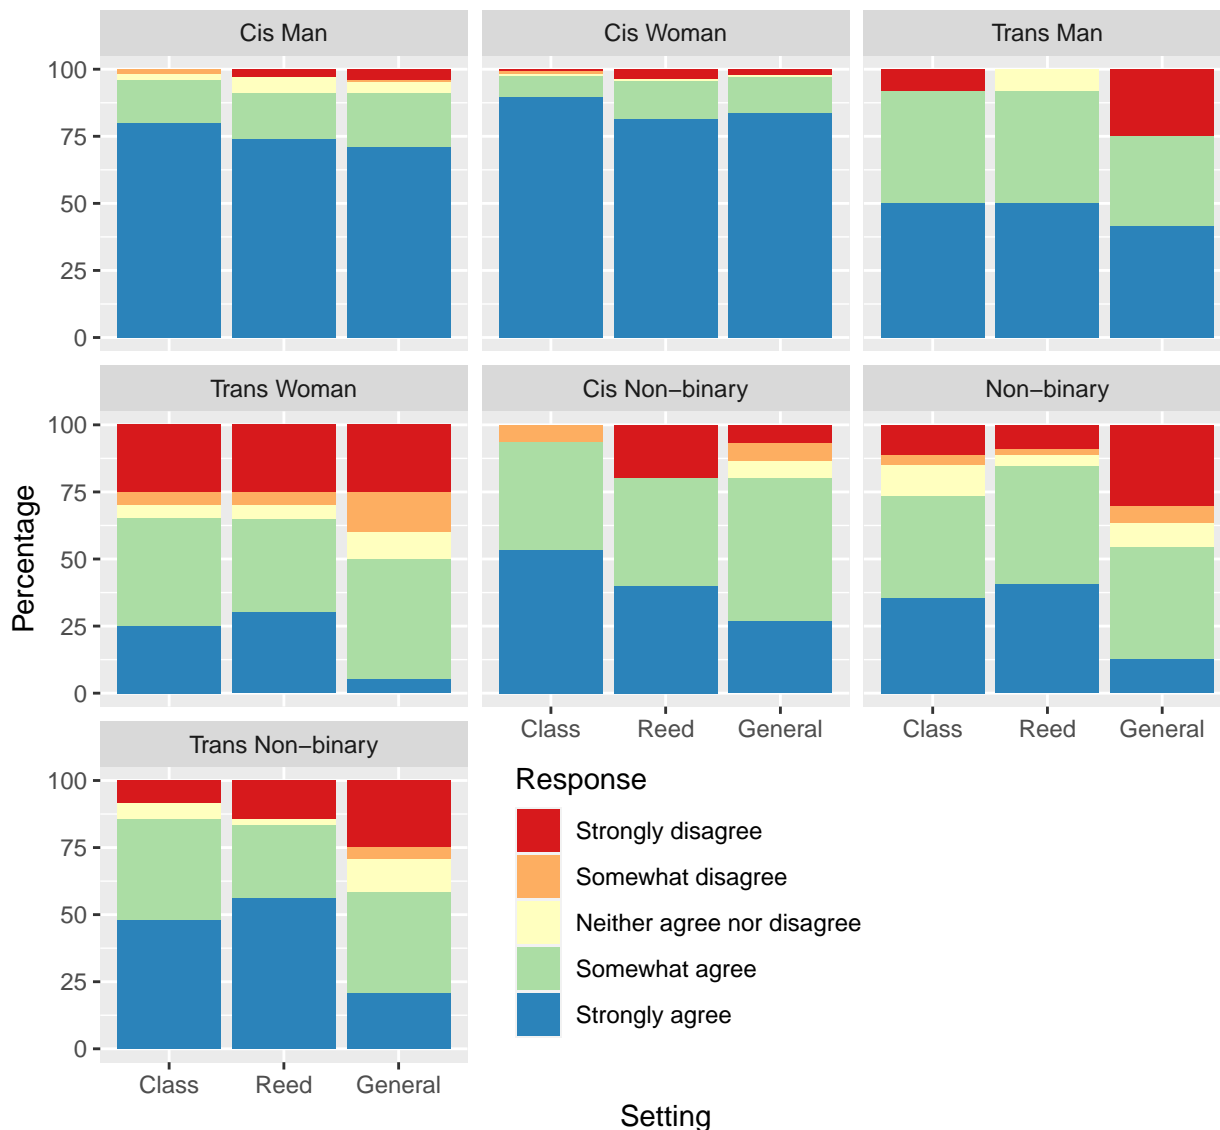 Cis Man
Cis Woman
Trans Man
100
75
50
25
0
Trans Woman
Cis Non−binary
Non−binary
100
75
50
25
0
Percentage
Class Reed General
Class Reed General
Trans Non−binary
100
75
50
25
0
Class Reed General
Response
Strongly disagree
Somewhat disagree
Neither agree nor disagree
Somewhat agree
Strongly agree
Setting